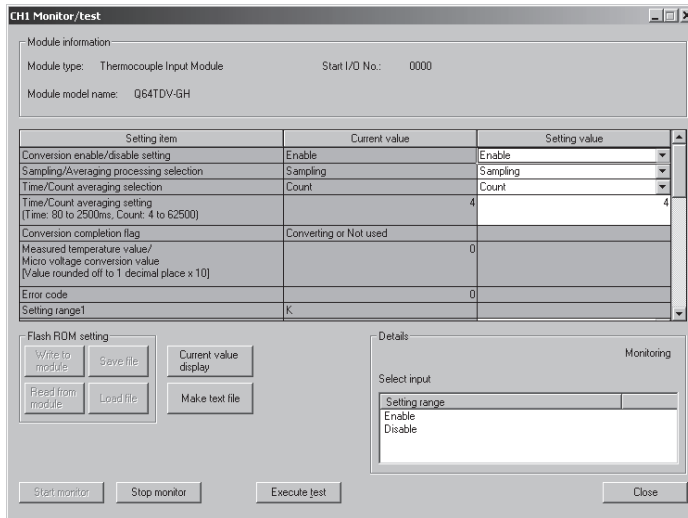 CH1 Monitor/test
Module information
Module type: Thermocouple Input Module Start I/O No.: 0000
Module model name: Q64TDV-GH
Setting item Current value Setting value
Conversion enable/disable setting Enable Enable
Sampling/Averaging processing selection Sampling Sampling
Time/Count averaging selection Count Count
Time/Count averaging setting
(Time: 80 to 2500ms, Count: 4 to 62500) 4 4
Conversion completion flag Converting or Not used
Measured temperature value/
Micro voltage conversion value
[Value rounded off to 1 decimal place x 10] 0
Error code 0
Setting range1 K
Flash ROM setting
Write to
module
Save file
Current value
display
Read from
module
Load file
Make text file
Details
Monitoring
Select input
Setting range
Enable
Disable
Start monitor Stop monitor Execute test Close